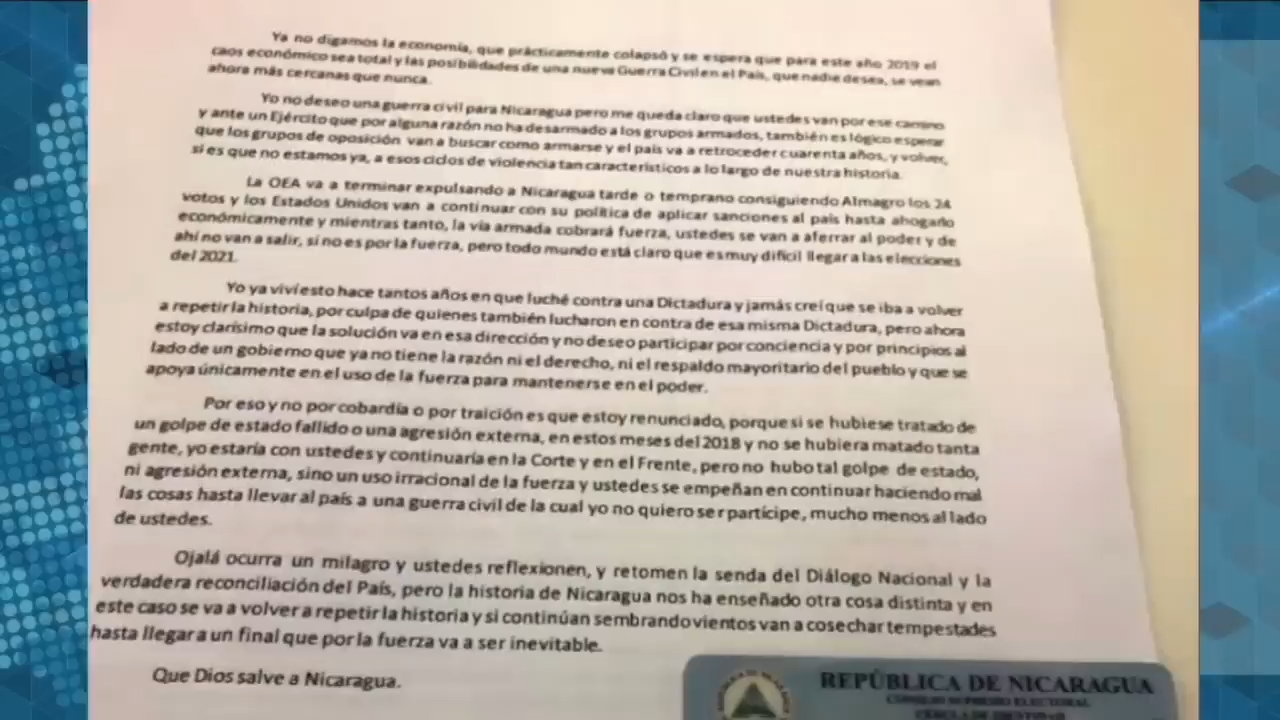 Ya no digamos la economía, que prácticamente colapsó y se espera que para este año 2019 el
caos económico sea total y las posibilidades de una nueva Guerra Civil en el País, que nadie desea, se vean
ahora más cercanas que nunca.
Yo no deseo una guerra civil para Nicaragua pero me queda claro que ustedes van por ese camino
y ante un Ejército que por alguna razón no ha desarmado a los grupos armados, también es lógico esperar
que los grupos de oposición van a buscar como armarse y el país va a retroceder cuarenta años, y volver,
si es que no estamos ya, a esos ciclos de violencia tan característicos a lo largo de nuestra historia.
La OEA va a terminar expulsando a Nicaragua tarde o temprano consiguiendo Almagro los 24
votos y los Estados Unidos van a continuar con su política de aplicar sanciones al país hasta ahogarlo
económicamente y mientras tanto, la vía armada cobrará fuerza, ustedes se van a aferrar al poder y de
ahí no van a salir, si no es por la fuerza, pero todo mundo está claro que es muy difícil llegar a las elecciones
del 2021.
Yo ya viví esto hace tantos años en que luché contra una Dictadura y jamás creí que se iba a volver
a repetir la historia, por culpa de quienes también lucharon en contra de esa misma Dictadura, pero ahora
estoy clarísimo que la solución va en esa dirección y no deseo participar por conciencia y por principios al
lado de un gobierno que ya no tiene la razón ni el derecho, ni el respaldo mayoritario del pueblo y que se
apoya únicamente en el uso de la fuerza para mantenerse en el poder.
Por eso y no por cobardía o por traición es que estoy renunciado, porque si se hubiese tratado de
un golpe de estado fallido o una agresión externa, en estos meses del 2018 y no se hubiera matado tanta
gente, yo estaría con ustedes y continuaría en la Corte y en el Frente, pero no hubo tal golpe de estado,
ni agresión externa, sino un uso irracional de la fuerza y ustedes se empeñan en continuar haciendo mal
las cosas hasta llevar al país a una guerra civil de la cual yo no quiero ser partícipe, mucho menos al lado
de ustedes.
Ojalá ocurra un milagro y ustedes reflexionen, y retomen la senda del Diálogo Nacional y la
verdadera reconciliación del País, pero la historia de Nicaragua nos ha enseñado otra cosa distinta y en
este caso se va a volver a repetir la historia y si continúan sembrando vientos van a cosechar tempestades
hasta llegar a un final que por la fuerza va a ser inevitable.
Que Dios salve a Nicaragua.
REPÚBLICA DE NICARAGUA
CONSEJO SUPREMO ELECTORAL
CÉDULA DE IDENTIDAD